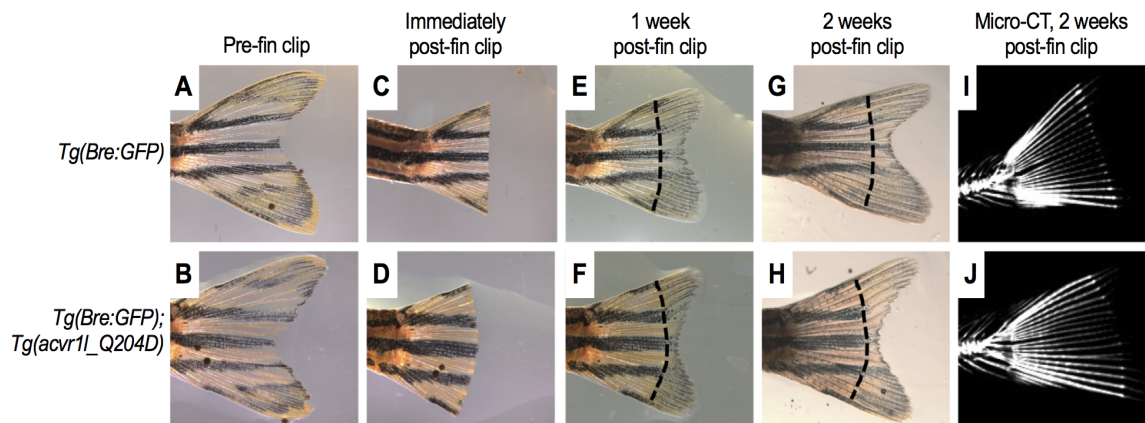 Pre-fin clip
Immediately
post-fin clip
1 week
post-fin clip
2 weeks
post-fin clip
Micro-CT, 2 weeks
post-fin clip
Tg(Bre:GFP)
A
C
E
G
I
Tg(Bre:GFP);
Tg(acvr1l_Q204D)
B
D
F
H
J